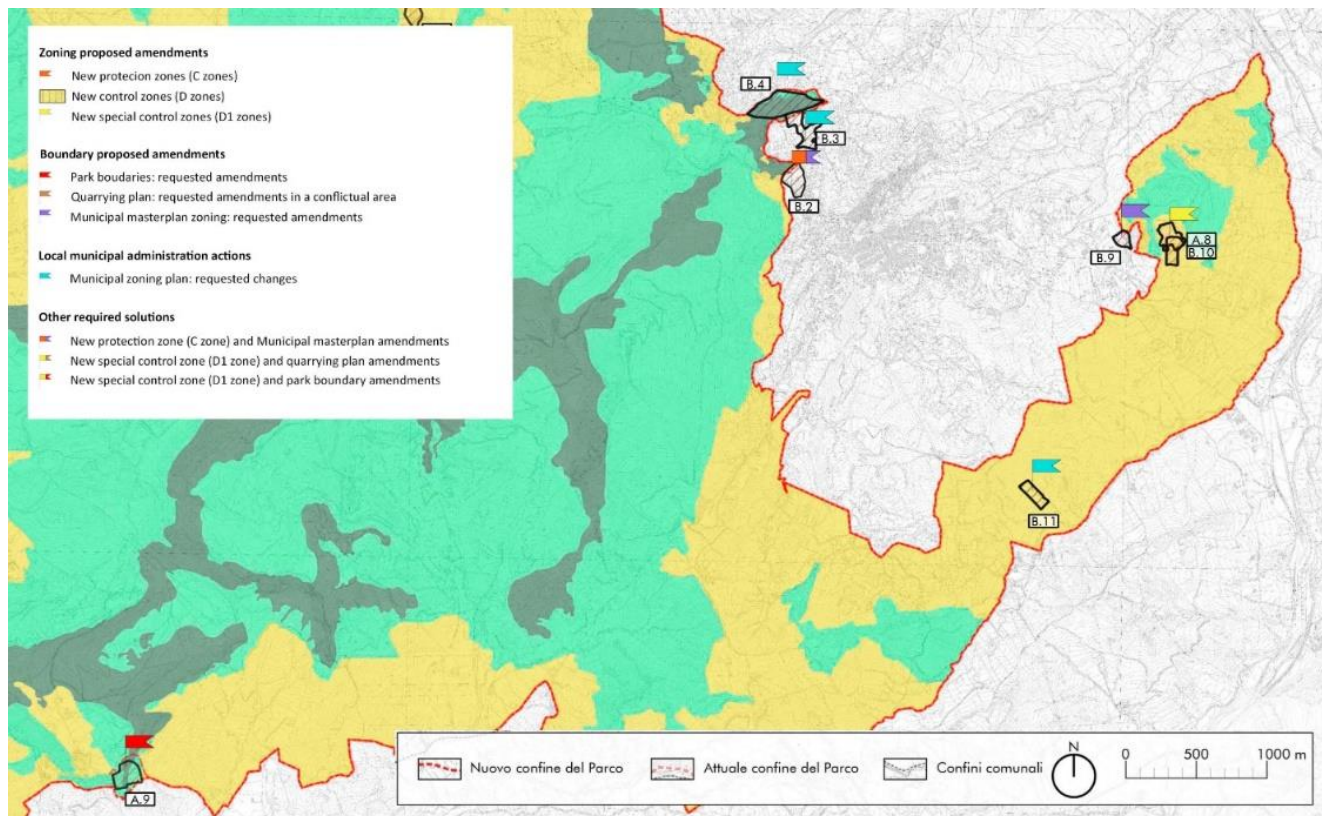 Zoning proposed amendments
New protecion zones (C zones)
New control zones (D zones)
New special control zones (D1 zones)
Boundary proposed amendments
Park boudaries: requested amendments
Quarrying plan: requested amendments in a conflictual area
Municipal masterplan zoning: requested amendments
Local municipal administration actions
Municipal zoning plan: requested changes
Other required solutions
New protection zone (C zone) and Municipal masterplan amendments
New special control zone (D1 zone) and quarrying plan amendments
New special control zone (D1 zone) and park boundary amendments
B.4
B.3
B.2
B.9
A.8
B.10
B.11
A.9
Nuovo confine del Parco
Attuale confine del Parco
Confini comunali
N
0 500 1000 m